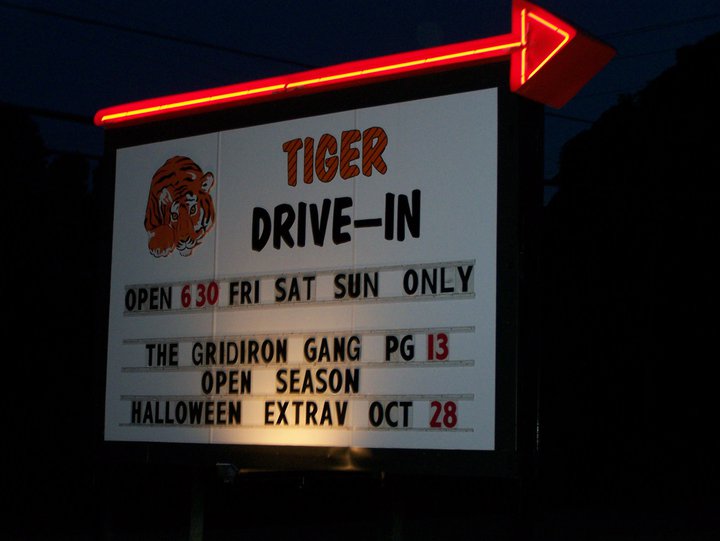 TIGER
DRIVE-IN
OPEN 6 30 FRI SAT SUN ONLY
THE GRIDIRON GANG PG 13
OPEN SEASON
HALLOWEEN EXTRAV OCT 28